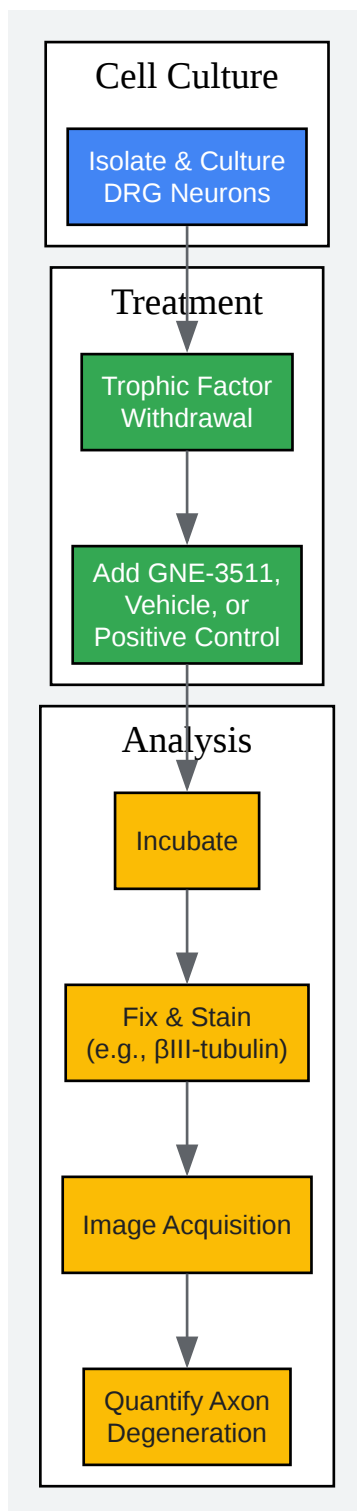 Cell Culture
Isolate & Culture
DRG Neurons
Treatment
Trophic Factor
Withdrawal
Add GNE-3511,
Vehicle, or
Positive Control
Analysis
Incubate
Fix & Stain
(e.g., βIII-tubulin)
Image Acquisition
Quantify Axon
Degeneration